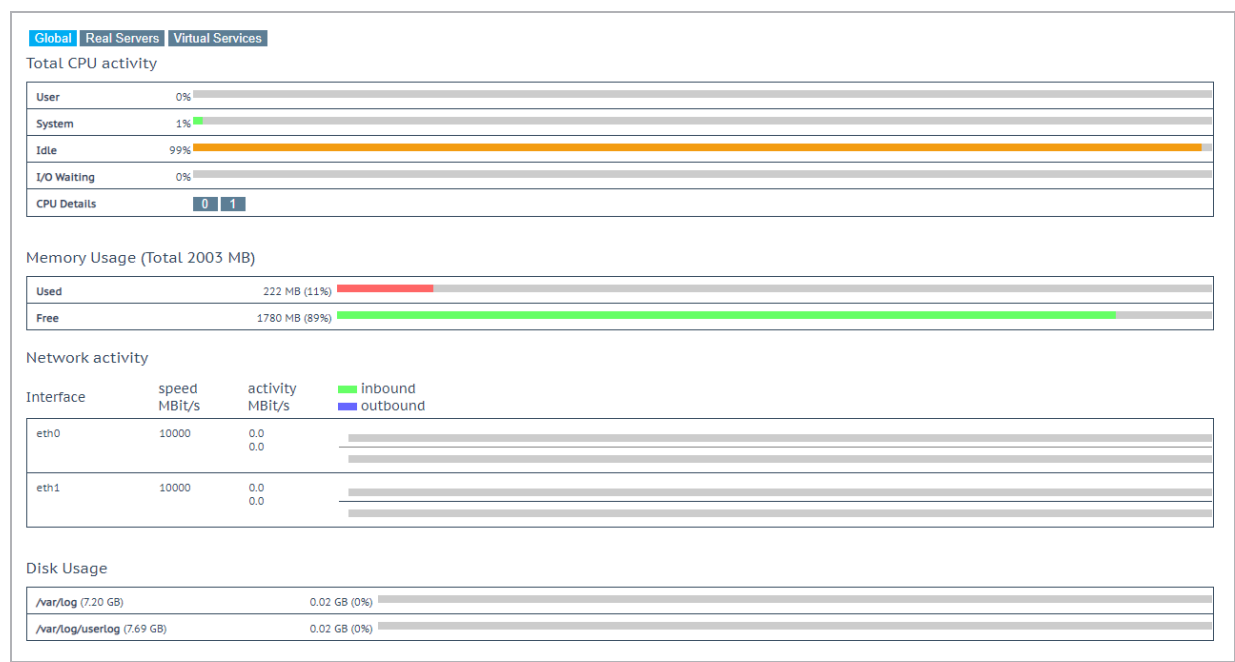 Global Real Servers Virtual Services
Total CPU activity
User 0%
System 1%
Idle 99%
I/O Waiting 0%
CPU Details 0 1
Memory Usage (Total 2003 MB)
Used 222 MB (11%)
Free 1780 MB (89%)
Network activity
Interface speed MBit/s activity MBit/s inbound outbound
eth0 10000 0.0
0.0
eth1 10000 0.0
0.0
Disk Usage
/var/log (7.20 GB) 0.02 GB (0%)
/var/log/userlog (7.69 GB) 0.02 GB (0%)